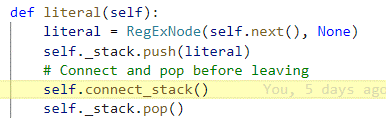 def literal(self):
literal = RegExNode(self.next(), None)
self._stack.push(literal)
# Connect and pop before leaving
self.connect_stack() You, 5 days ago
self._stack.pop()